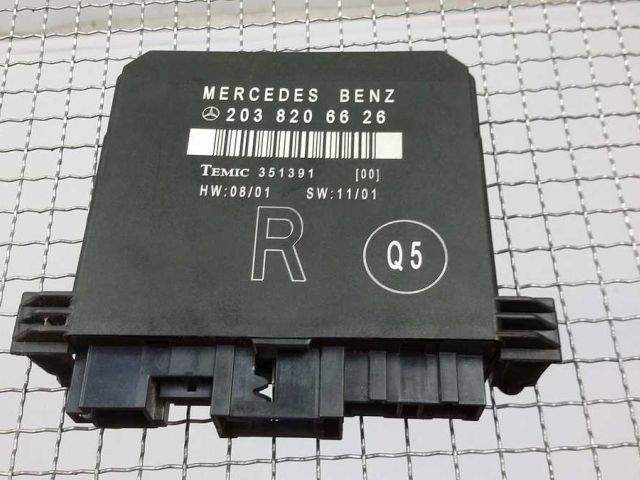 MERCEDES BENZ
203 820 66 26
TEMIC 351391 [00]
HW:08/01 SW:11/01
R
Q5